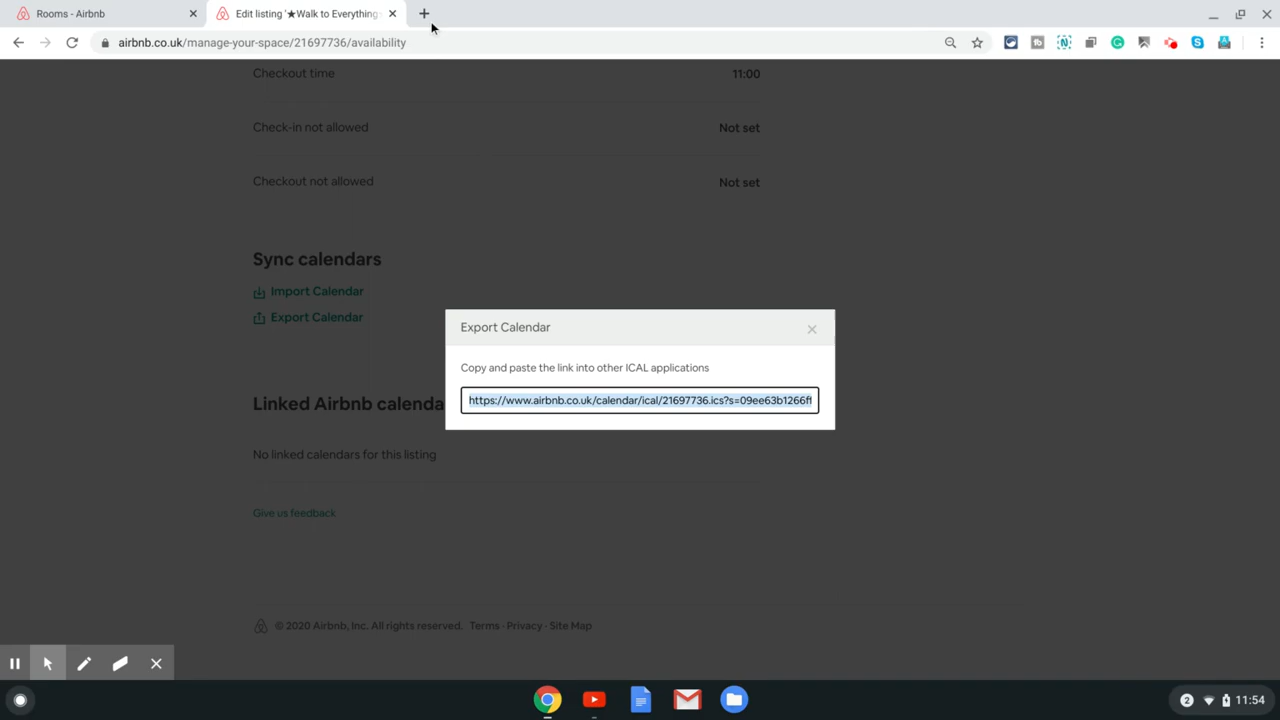 Rooms - Airbnb
Edit listing '★Walk to Everything
airbnb.co.uk/manage-your-space/21697736/availability
Checkout time 11:00
Check-in not allowed Not set
Checkout not allowed Not set
Sync calendars
Import Calendar
Export Calendar
Export Calendar
Copy and paste the link into other ICAL applications
https://www.airbnb.co.uk/calendar/ical/21697736.ics?s=09ee63b1266ff
Linked Airbnb calenda
No linked calendars for this listing
Give us feedback
© 2020 Airbnb, Inc. All rights reserved. Terms · Privacy · Site Map
2 11:54